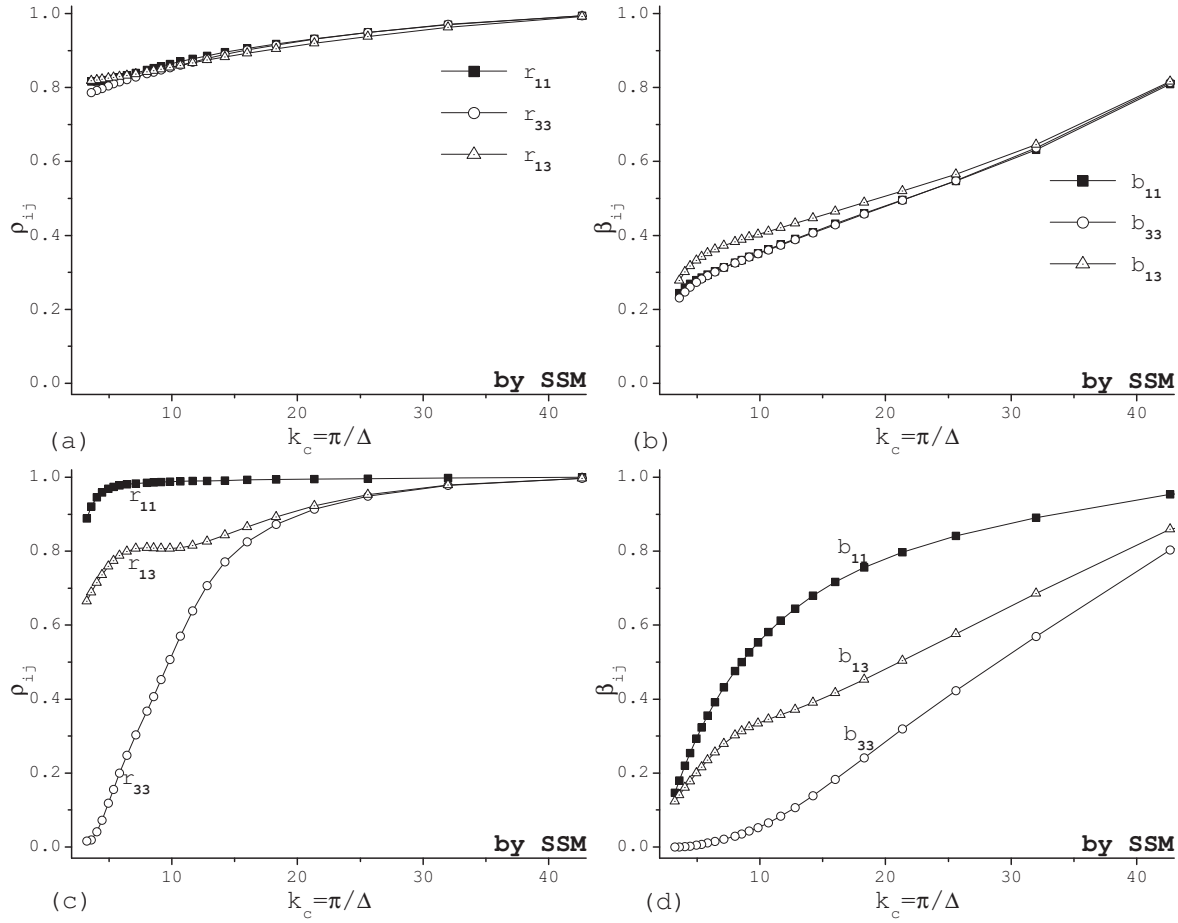 1.0
0.8
0.6
0.4
0.2
0.0
ρij
r11
r33
r13
by SSM
10 20 30 40
(a) kc=π/Δ
1.0
0.8
0.6
0.4
0.2
0.0
βij
b11
b33
b13
by SSM
10 20 30 40
(b) kc=π/Δ
1.0
0.8
0.6
0.4
0.2
0.0
ρij
r11
r13
r33
by SSM
10 20 30 40
(c) kc=π/Δ
1.0
0.8
0.6
0.4
0.2
0.0
βij
b11
b13
b33
by SSM
10 20 30 40
(d) kc=π/Δ